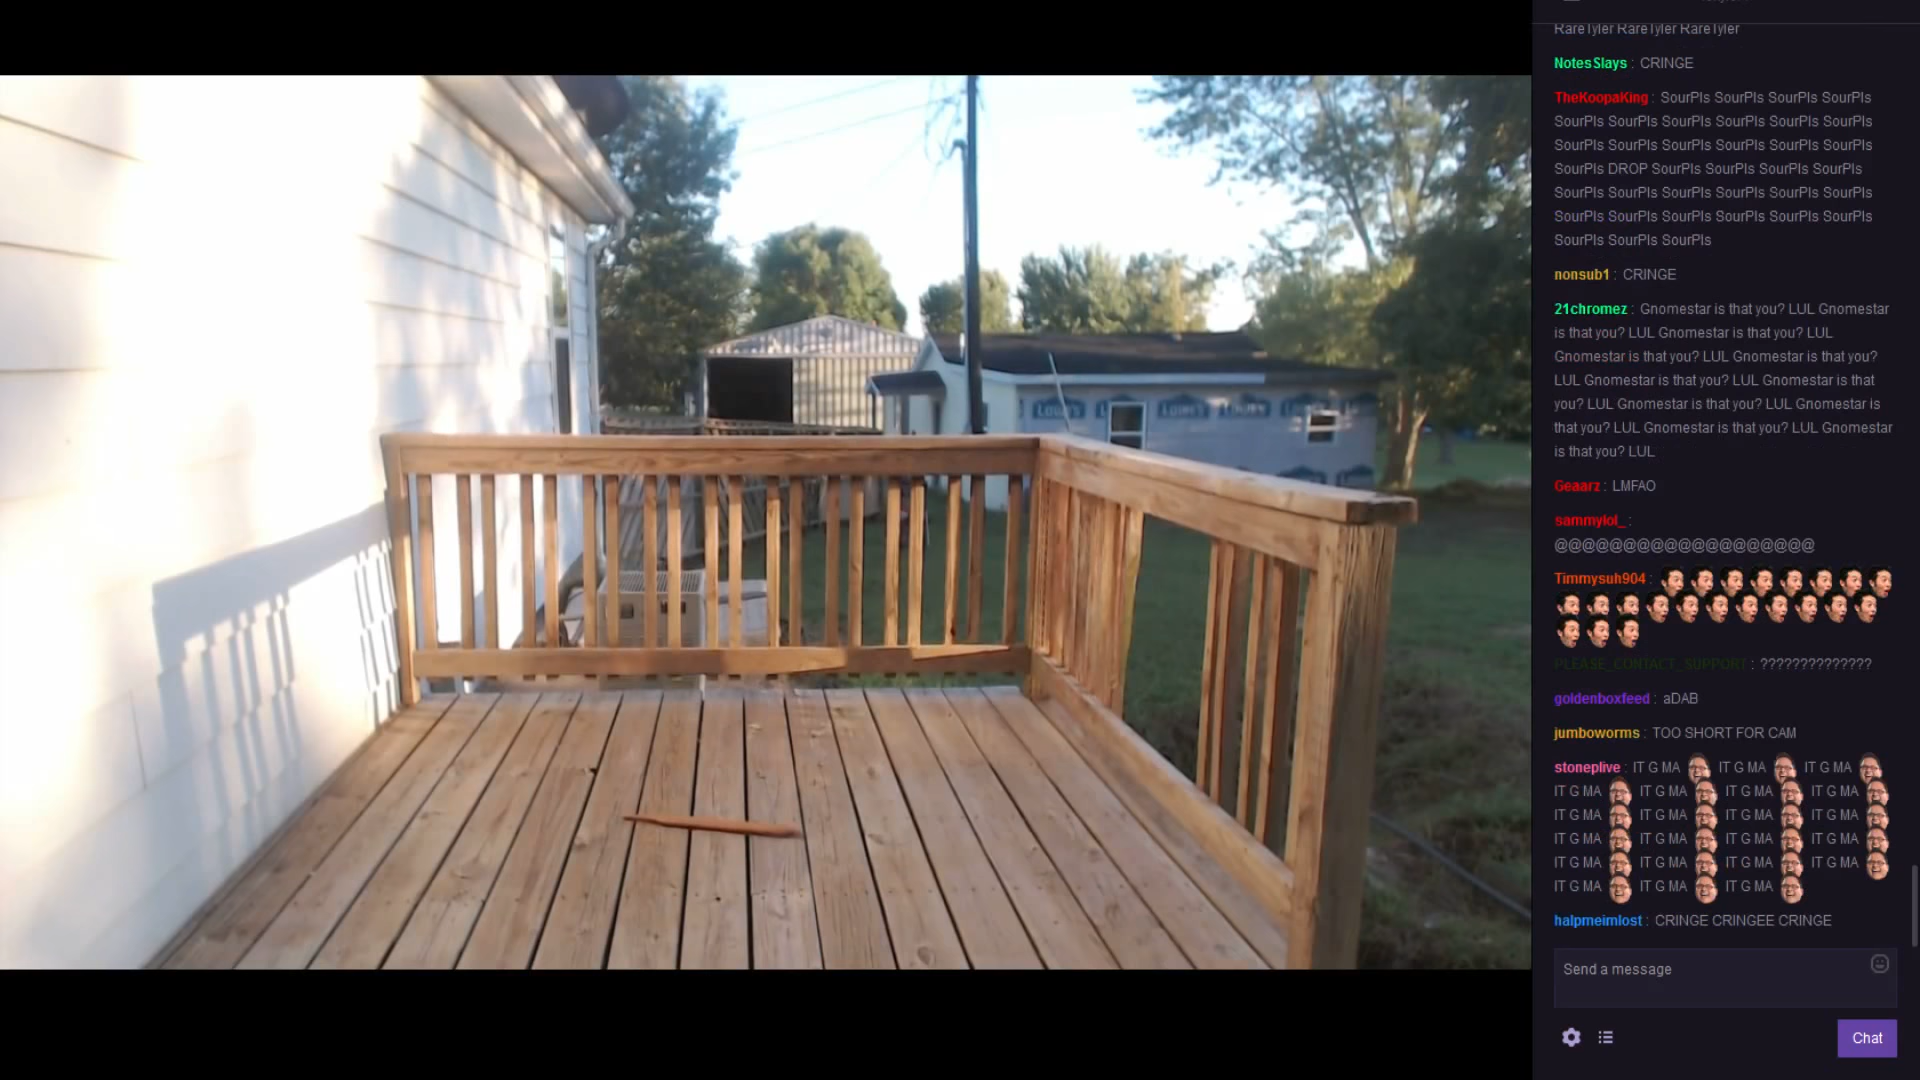 LOWE'S LOWE'S LOWE'S
RareTyler RareTyler RareTyler
NotesSlays : CRINGE
TheKoopaKing : SourPls SourPls SourPls SourPls
SourPls SourPls SourPls SourPls SourPls SourPls
SourPls SourPls SourPls SourPls SourPls SourPls
SourPls DROP SourPls SourPls SourPls SourPls
SourPls SourPls SourPls SourPls SourPls SourPls
SourPls SourPls SourPls SourPls SourPls SourPls
SourPls SourPls SourPls
nonsub1 : CRINGE
21chromez : Gnomestar is that you? LUL Gnomestar
is that you? LUL Gnomestar is that you? LUL
Gnomestar is that you? LUL Gnomestar is that you?
LUL Gnomestar is that you? LUL Gnomestar is that
you? LUL Gnomestar is that you? LUL Gnomestar is
that you? LUL Gnomestar is that you? LUL Gnomestar
is that you? LUL
Geaarz : LMFAO
sammylol_ :
@@@@@@@@@@@@@@@@@@@
Timmysuh904 :
PLEASE_CONTACT_SUPPORT : ??????????????
goldenboxfeed : aDAB
jumboworms : TOO SHORT FOR CAM
stoneplive : IT G MA IT G MA IT G MA
IT G MA IT G MA IT G MA IT G MA
IT G MA IT G MA IT G MA IT G MA
IT G MA IT G MA IT G MA IT G MA
IT G MA IT G MA IT G MA IT G MA
IT G MA IT G MA IT G MA
halpmeimlost : CRINGE CRINGEE CRINGE
Send a message
Chat